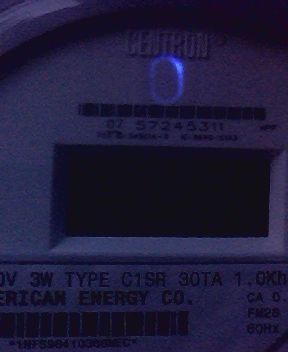 CENTRON®
07 57245311
0V 3W TYPE C1SR 30TA 1.0Kh
ERICAN ENERGY CO.
CA 0.
FM2S
60Hz